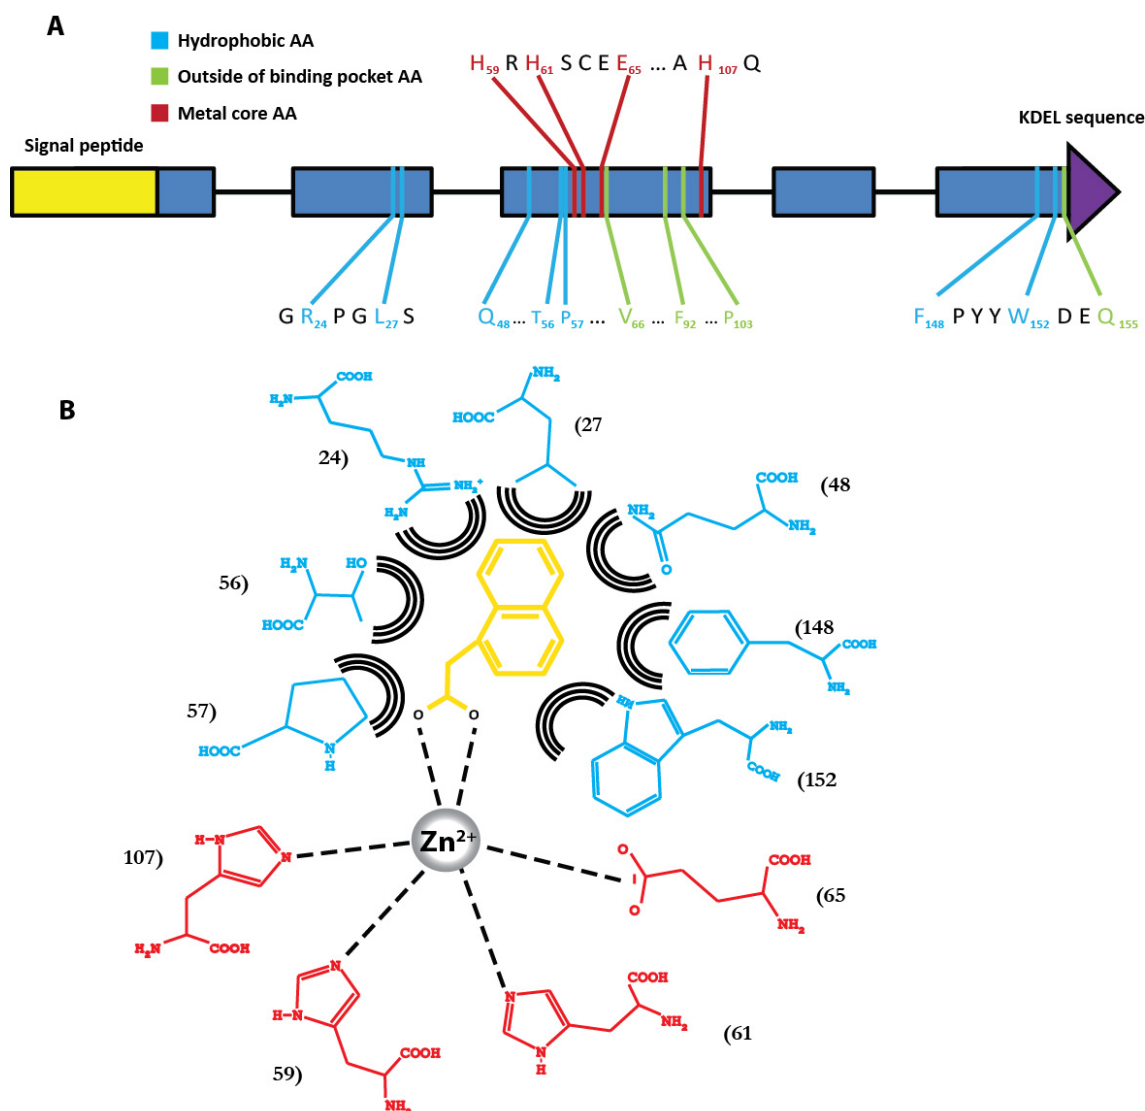 A
Hydrophobic AA
Outside of binding pocket AA
Metal core AA
H59 R H61 S C E E65 ... A H 107 Q
KDEL sequence
Signal peptide
G R24 P G L27 S
Q48 ... T56 P57 ... V66 ... F92 ... P103
F148 P Y Y W152 D E Q 155
B
COOH
H2N
24)
NH
NH2+
H2N
NH2
HOOC
(27
COOH
(48
NH2
NH2
O
H2N
HO
56)
HOOC
(148
COOH
NH2
57)
HOOC
N
H
O
O
NH
NH2
COOH
(152
Zn2+
107)
H-N
N
H2N
COOH
O
I
O
COOH
(65
NH2
N
H-N
COOH
59)
NH2
N
COOH
NH2
(61
N
H